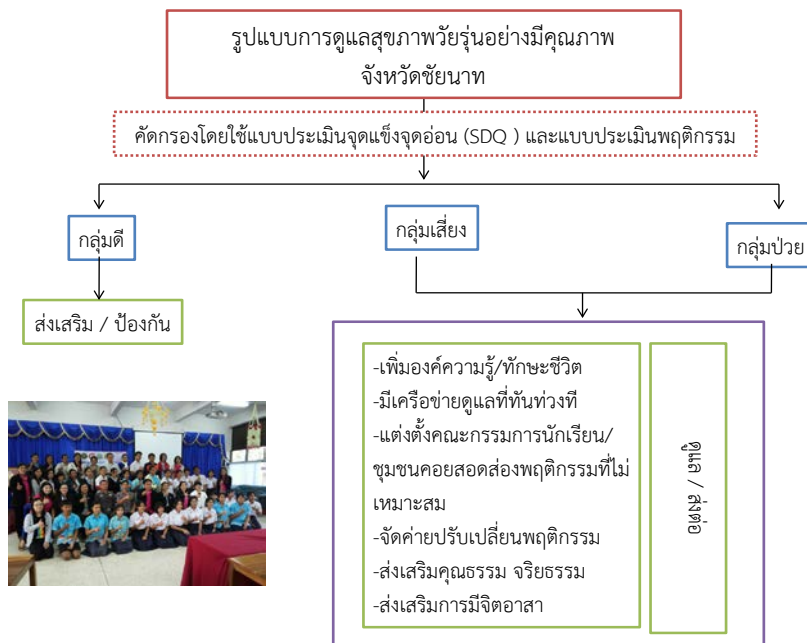 รูปแบบการดูแลสุขภาพวัยรุ่นอย่างมีคุณภาพ
จังหวัดชัยนาท
คัดกรองโดยใช้แบบประเมินจุดแข็งจุดอ่อน (SDQ ) และแบบประเมินพฤติกรรม
กลุ่มดี
กลุ่มเสี่ยง
กลุ่มป่วย
ส่งเสริม / ป้องกัน
-เพิ่มองค์ความรู้/ทักษะชีวิต
-มีเครือข่ายดูแลที่ทันท่วงที
-แต่งตั้งคณะกรรมการนักเรียน/
ชุมชนคอยสอดส่องพฤติกรรมที่ไม่
เหมาะสม
-จัดค่ายปรับเปลี่ยนพฤติกรรม
-ส่งเสริมคุณธรรม จริยธรรม
-ส่งเสริมการมีจิตอาสา
ดูแล / ส่งต่อ